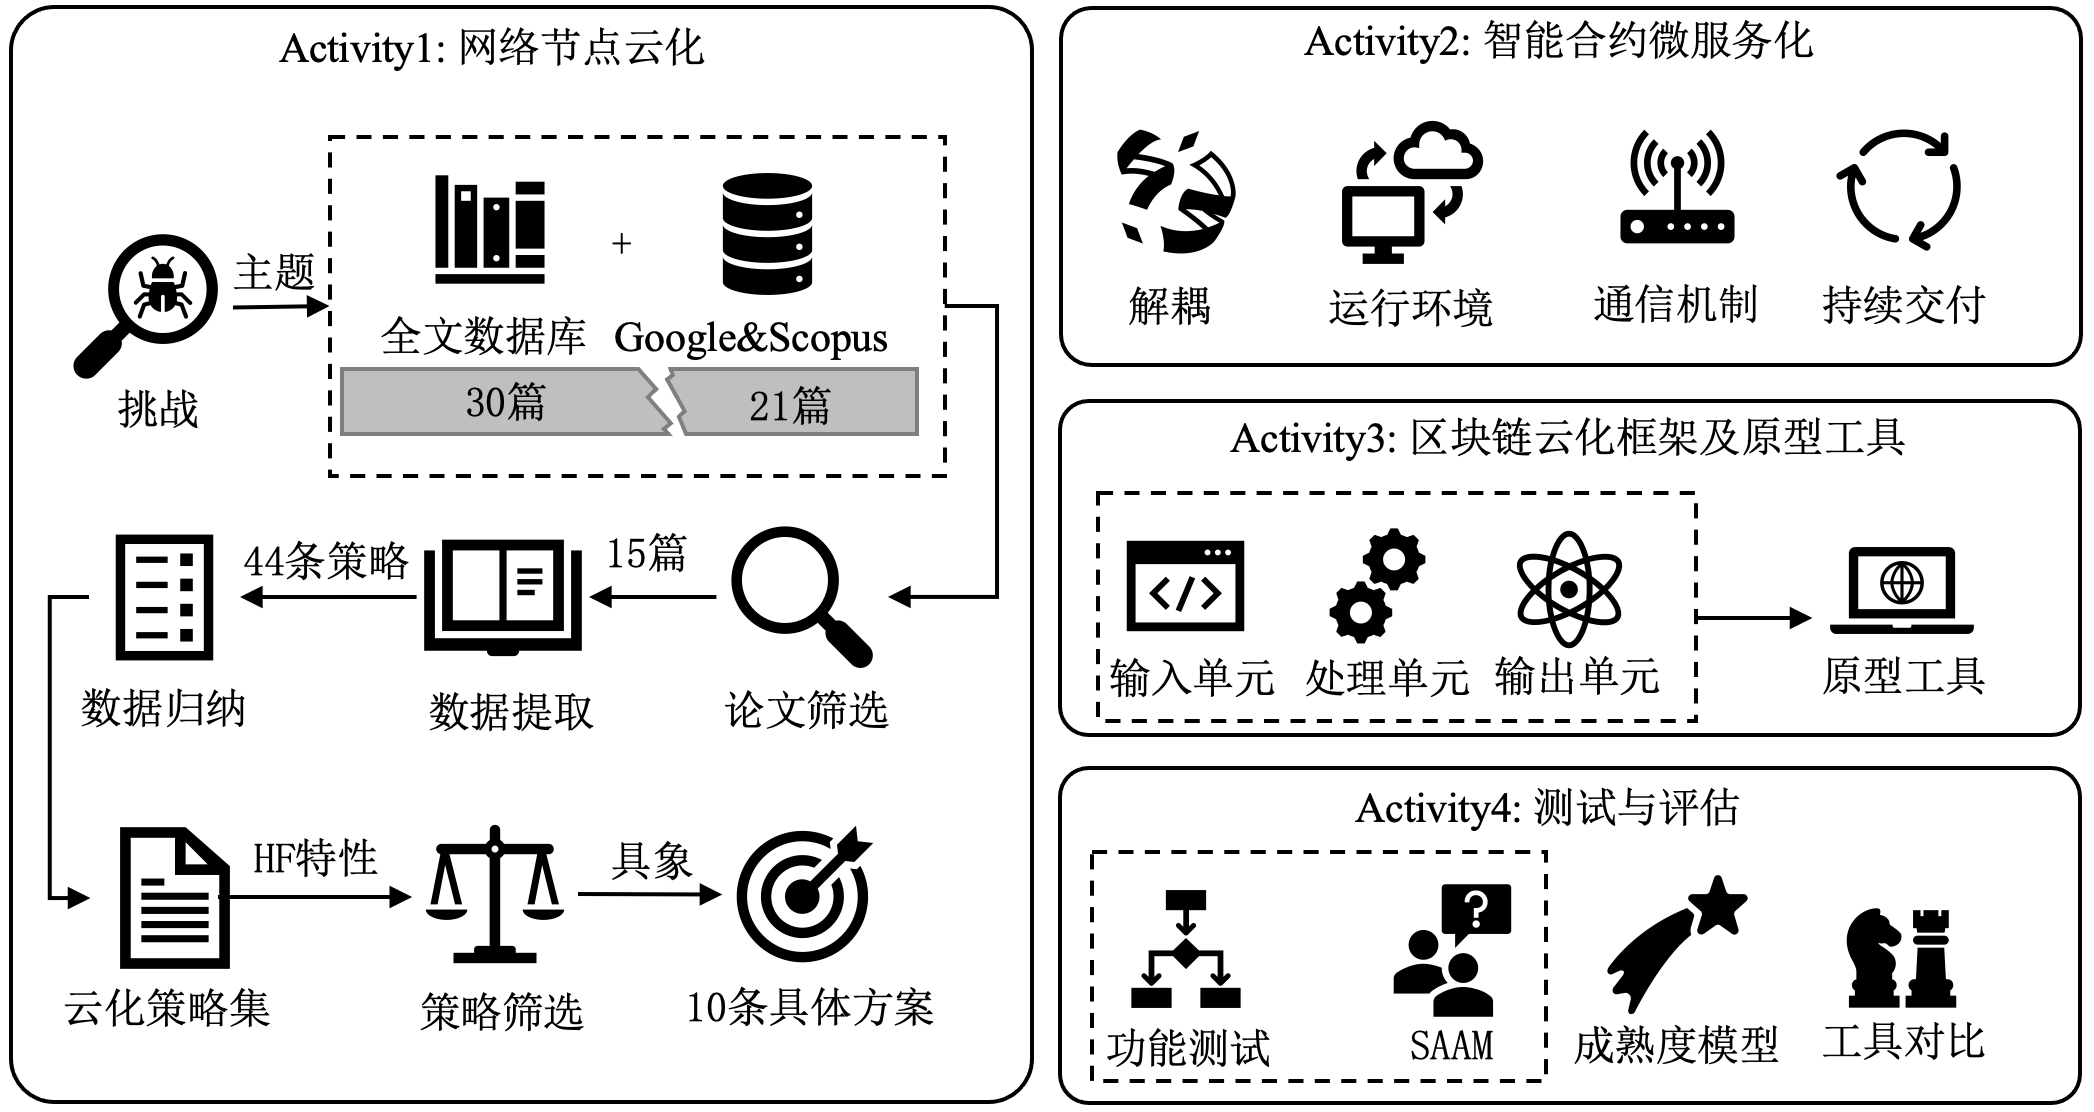 Activity1: 网络节点云化
主题
+
全文数据库
Google&Scopus
30篇
21篇
挑战
44条策略
15篇
数据归纳
数据提取
论文筛选
HF特性
具象
云化策略集
策略筛选
10条具体方案
Activity2: 智能合约微服务化
解耦
运行环境
通信机制
持续交付
Activity3: 区块链云化框架及原型工具
</>
输入单元
处理单元
输出单元
原型工具
Activity4: 测试与评估
?
功能测试
SAAM
成熟度模型
工具对比